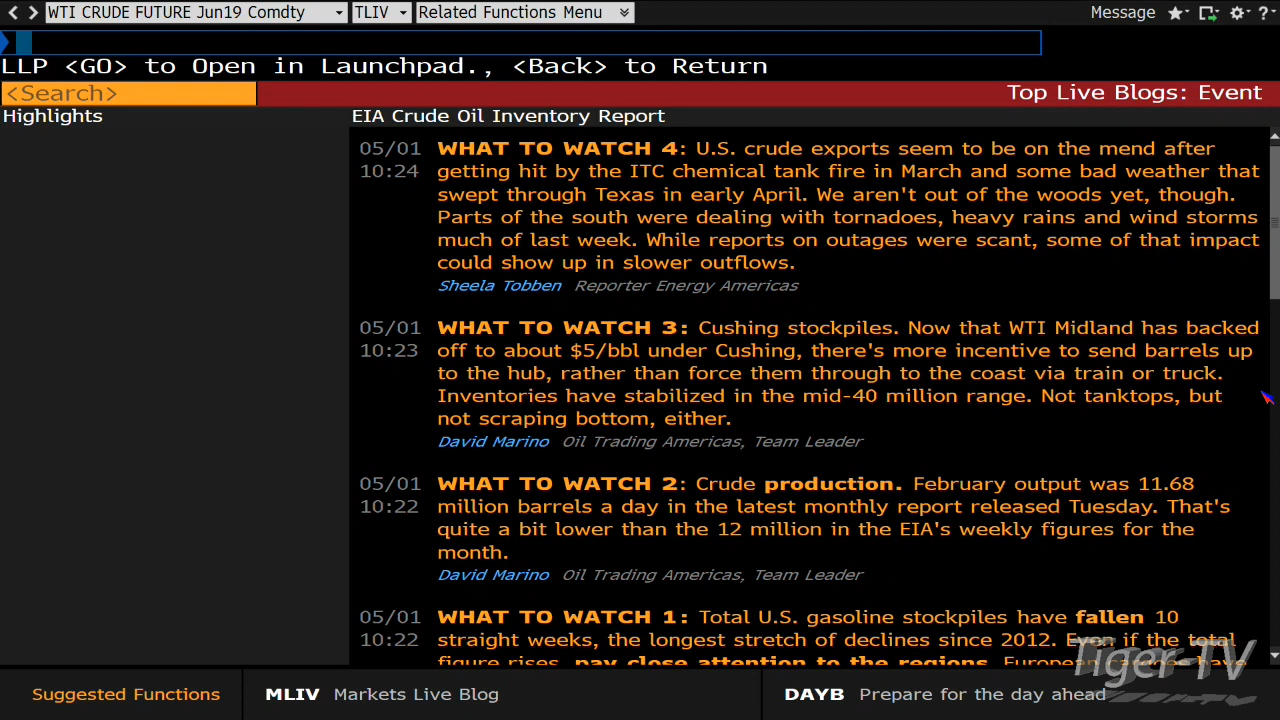 WTI CRUDE FUTURE Jun19 Comdty TLIV Related Functions Menu Message ?
LLP <GO> to Open in Launchpad., <Back> to Return
<Search> Top Live Blogs: Event
Highlights EIA Crude Oil Inventory Report
05/01 WHAT TO WATCH 4: U.S. crude exports seem to be on the mend after
10:24 getting hit by the ITC chemical tank fire in March and some bad weather that
swept through Texas in early April. We aren't out of the woods yet, though.
Parts of the south were dealing with tornadoes, heavy rains and wind storms
much of last week. While reports on outages were scant, some of that impact
could show up in slower outflows.
Sheela Tobben Reporter Energy Americas
05/01 WHAT TO WATCH 3: Cushing stockpiles. Now that WTI Midland has backed
10:23 off to about $5/bbl under Cushing, there's more incentive to send barrels up
to the hub, rather than force them through to the coast via train or truck.
Inventories have stabilized in the mid-40 million range. Not tanktops, but
not scraping bottom, either.
David Marino Oil Trading Americas, Team Leader
05/01 WHAT TO WATCH 2: Crude production. February output was 11.68
10:22 million barrels a day in the latest monthly report released Tuesday. That's
quite a bit lower than the 12 million in the EIA's weekly figures for the
month.
David Marino Oil Trading Americas, Team Leader
05/01 WHAT TO WATCH 1: Total U.S. gasoline stockpiles have fallen 10
10:22 straight weeks, the longest stretch of declines since 2012. Even if the total
figure rises, pay close attention to the regions. European cargoes have
Tiger TV
Suggested Functions MLIV Markets Live Blog DAYB Prepare for the day ahead